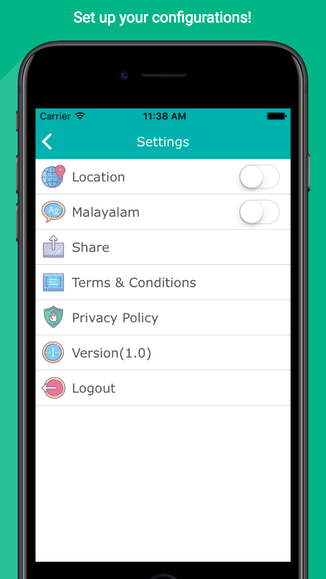 Set up your configurations!
Carrier 11:38 AM
Settings
Location
Malayalam
Share
Terms & Conditions
Privacy Policy
Version(1.0)
Logout